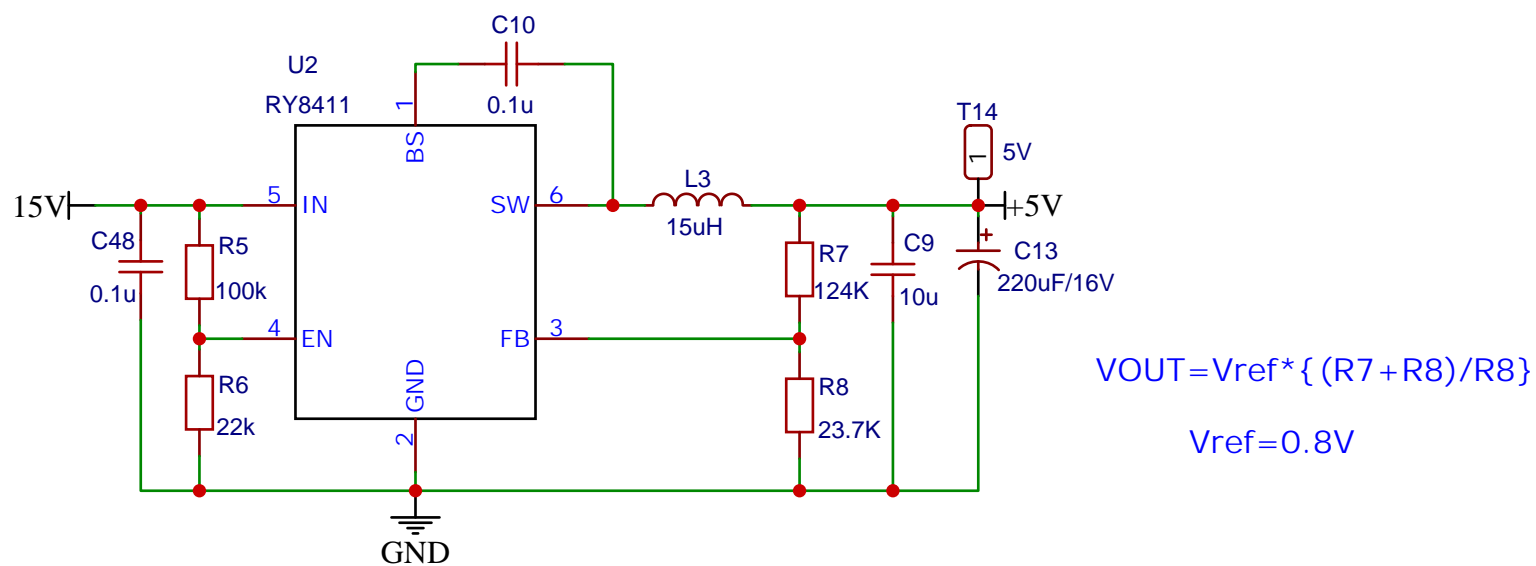 C10
0.1u
U2
RY8411
1
BS
T14
1
5V
15V
5
IN
SW
6
L3
15uH
+5V
C48
0.1u
R5
100k
R7
124K
C9
10u
+
C13
220uF/16V
4
EN
FB
3
R6
22k
GND
2
R8
23.7K
GND
VOUT=Vref*{(R7+R8)/R8}
Vref=0.8V